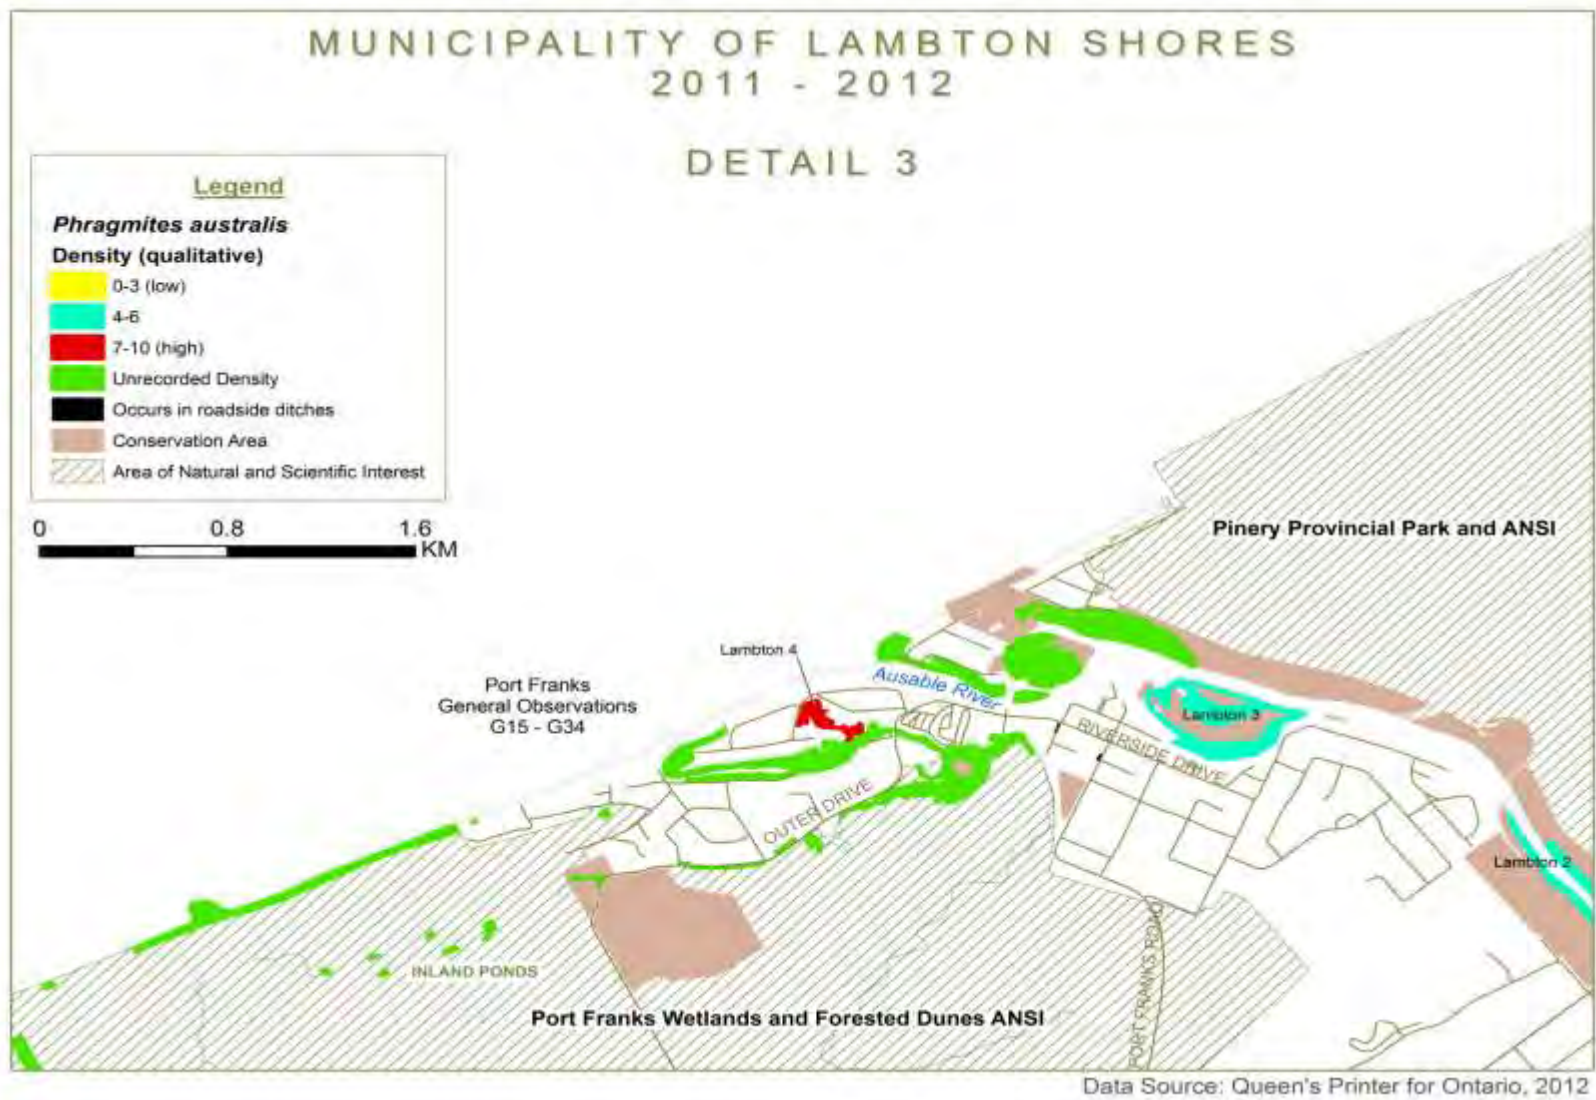 MUNICIPALITY OF LAMBTON SHORES
2011 - 2012
DETAIL 3
Legend
Phragmites australis
Density (qualitative)
0-3 (low)
4-6
7-10 (high)
Unrecorded Density
Occurs in roadside ditches
Conservation Area
Area of Natural and Scientific Interest
0 0.8 1.6
KM
Pinery Provincial Park and ANSI
Lambton 4
Port Franks
General Observations
G15 - G34
Ausable River
Lambton 3
RIVERSIDE DRIVE
OUTER DRIVE
Lambton 2
INLAND PONDS
PORT FRANKS ROAD
Port Franks Wetlands and Forested Dunes ANSI
Data Source: Queen's Printer for Ontario, 2012